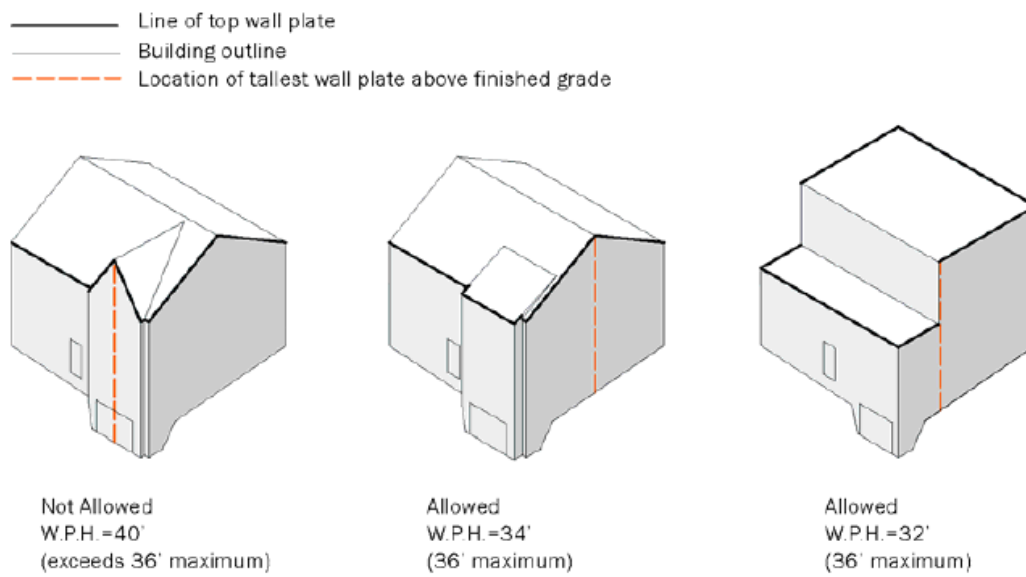 Line of top wall plate
Building outline
Location of tallest wall plate above finished grade
Not Allowed
W.P.H.=40'
(exceeds 36' maximum)
Allowed
W.P.H.=34'
(36' maximum)
Allowed
W.P.H.=32'
(36' maximum)